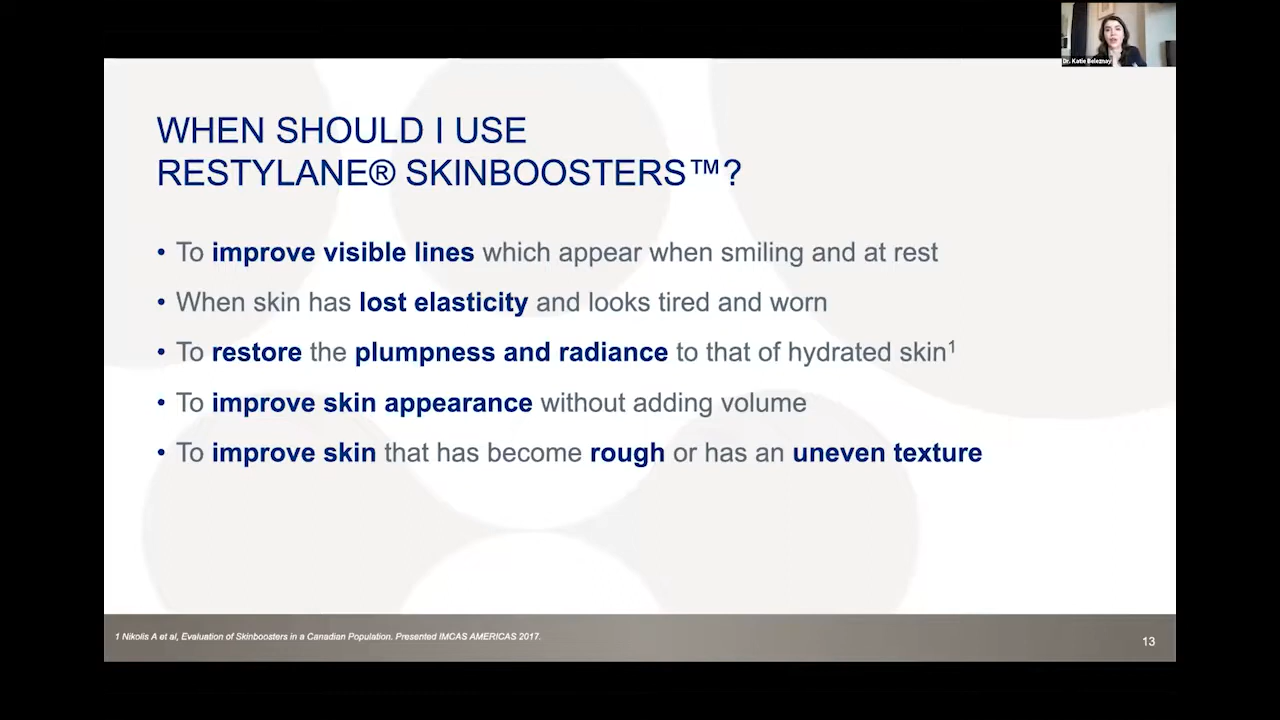 Dr. Katie Beleznay
WHEN SHOULD I USE
RESTYLANE® SKINBOOSTERS™?
• To improve visible lines which appear when smiling and at rest
• When skin has lost elasticity and looks tired and worn
• To restore the plumpness and radiance to that of hydrated skin¹
• To improve skin appearance without adding volume
• To improve skin that has become rough or has an uneven texture
1 Nikolis A et al, Evaluation of Skinboosters in a Canadian Population. Presented IMCAS AMERICAS 2017.
13